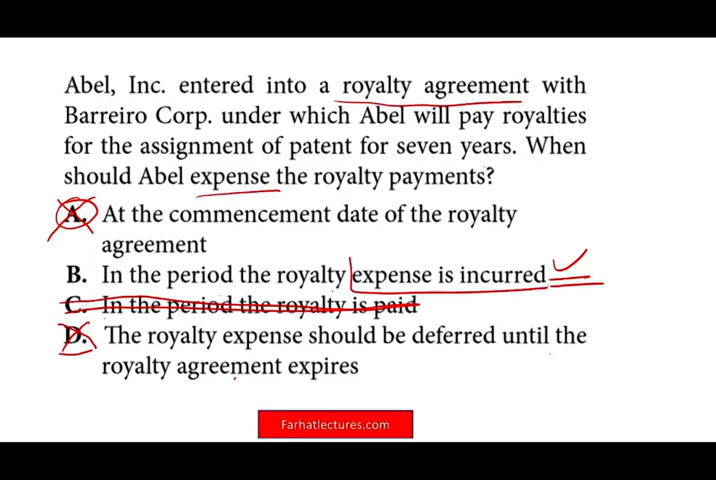 Abel, Inc. entered into a royalty agreement with
Barreiro Corp. under which Abel will pay royalties
for the assignment of patent for seven years. When
should Abel expense the royalty payments?
A. At the commencement date of the royalty
agreement
B. In the period the royalty expense is incurred
C. In the period the royalty is paid
D. The royalty expense should be deferred until the
royalty agreement expires
Farhatlectures.com